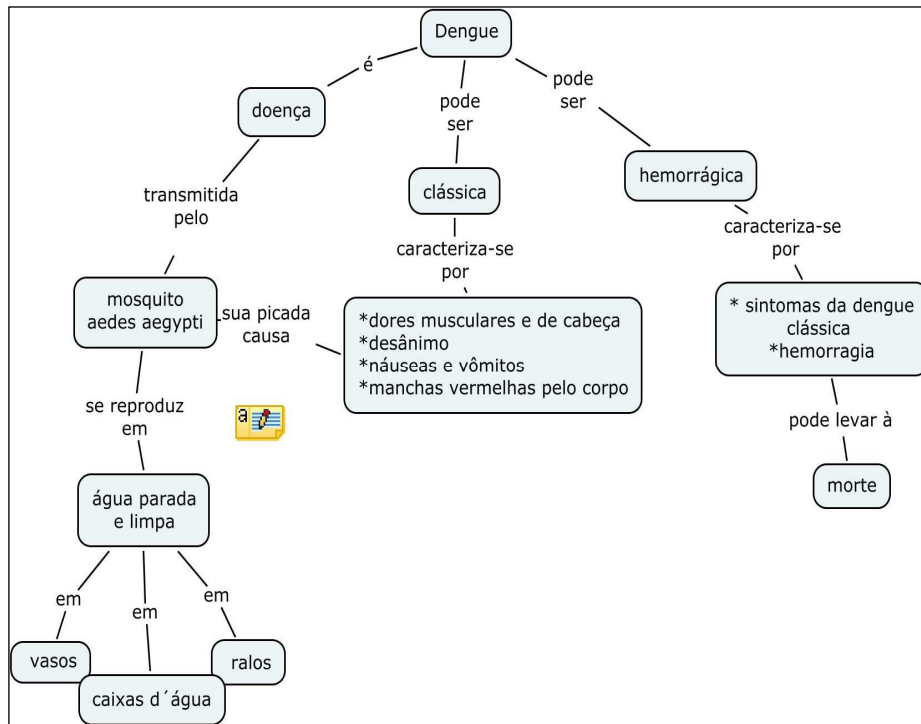 Dengue
é
doença
pode
ser
pode
ser
clássica
hemorrágica
transmitida
pelo
caracteriza-se
por
caracteriza-se
por
mosquito
aedes aegypti
sua picada
causa
*dores musculares e de cabeça
*desânimo
*náuseas e vômitos
*manchas vermelhas pelo corpo
* sintomas da dengue
clássica
*hemorragia
se reproduz
em
a
pode levar à
morte
água parada
e limpa
em
em
em
vasos
caixas d´água
ralos